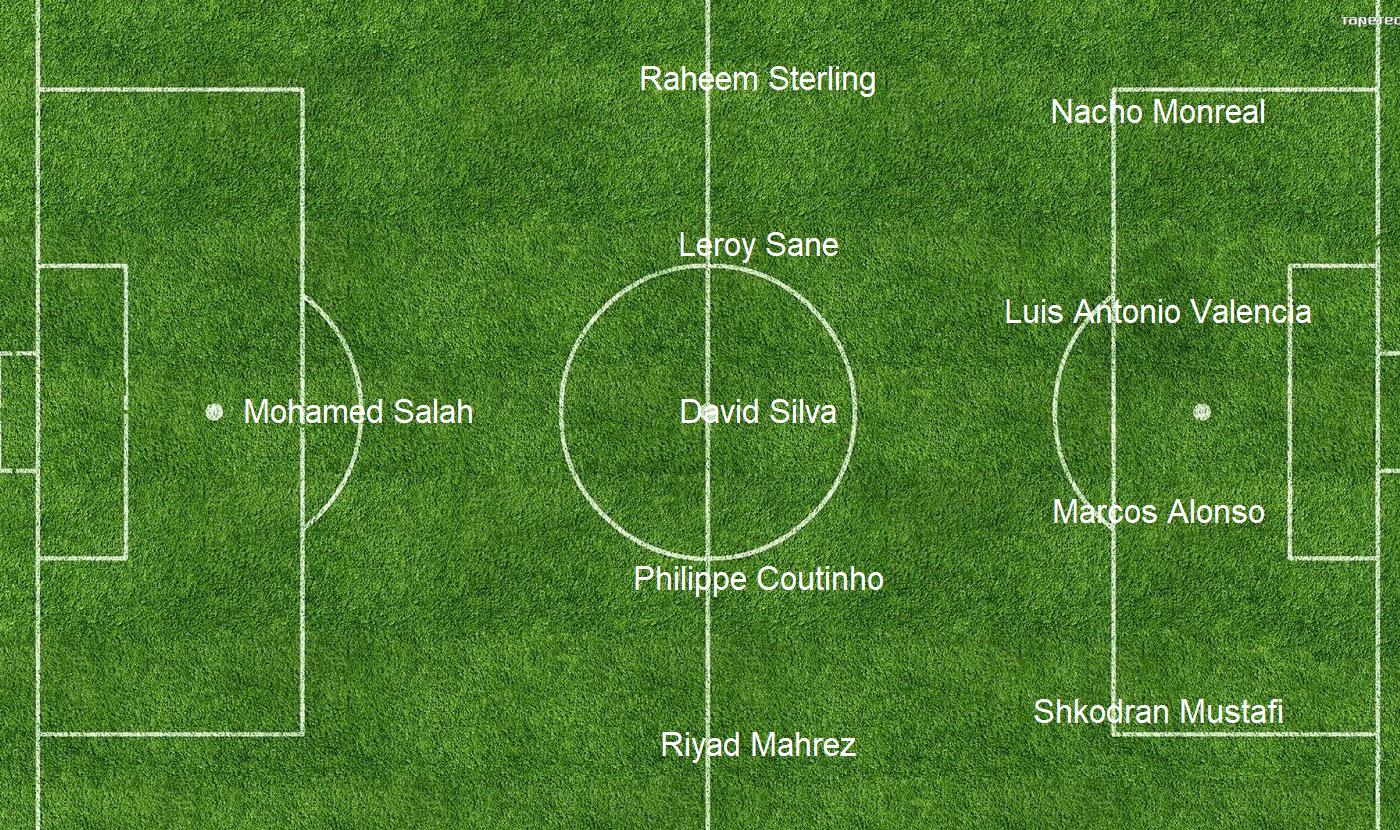 Raheem Sterling
Nacho Monreal
Leroy Sane
Luis Antonio Valencia
Mohamed Salah
David Silva
Marcos Alonso
Philippe Coutinho
Shkodran Mustafi
Riyad Mahrez